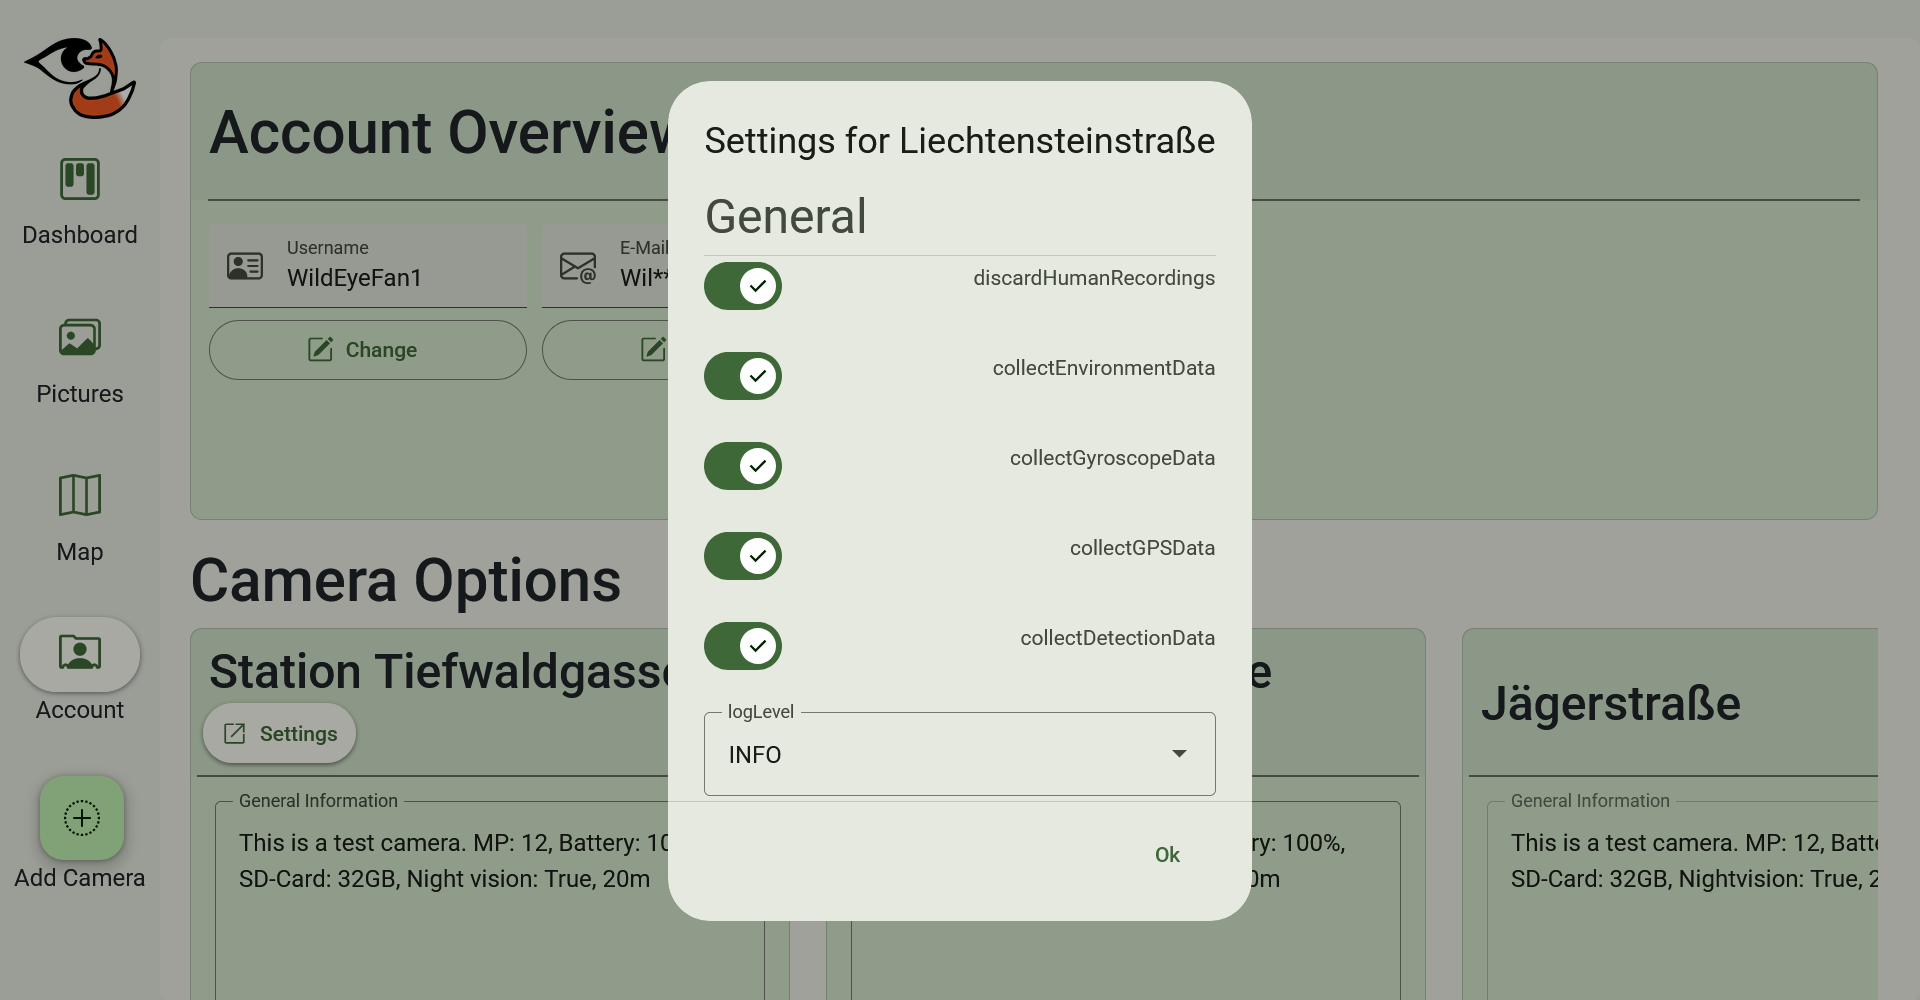 Dashboard
Pictures
Map
Account
Add Camera
Account Overview
Username
WildEyeFan1
E-Mail
Wil**
Change
Camera Options
Station Tiefwaldgasse
Settings
General Information
This is a test camera. MP: 12, Battery: 10
SD-Card: 32GB, Night vision: True, 20m
Settings for Liechtensteinstraße
General
discardHumanRecordings
collectEnvironmentData
collectGyroscopeData
collectGPSData
collectDetectionData
logLevel
INFO
Ok
e
ry: 100%,
0m
Jägerstraße
General Information
This is a test camera. MP: 12, Batte
SD-Card: 32GB, Nightvision: True, 2